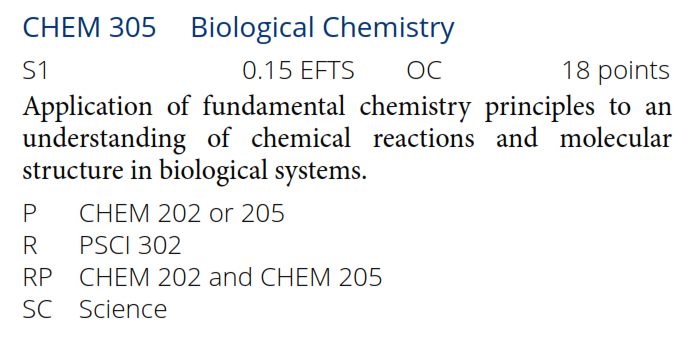 CHEM 305 Biological Chemistry
S1 0.15 EFTS OC 18 points
Application of fundamental chemistry principles to an
understanding of chemical reactions and molecular
structure in biological systems.
P CHEM 202 or 205
R PSCI 302
RP CHEM 202 and CHEM 205
SC Science